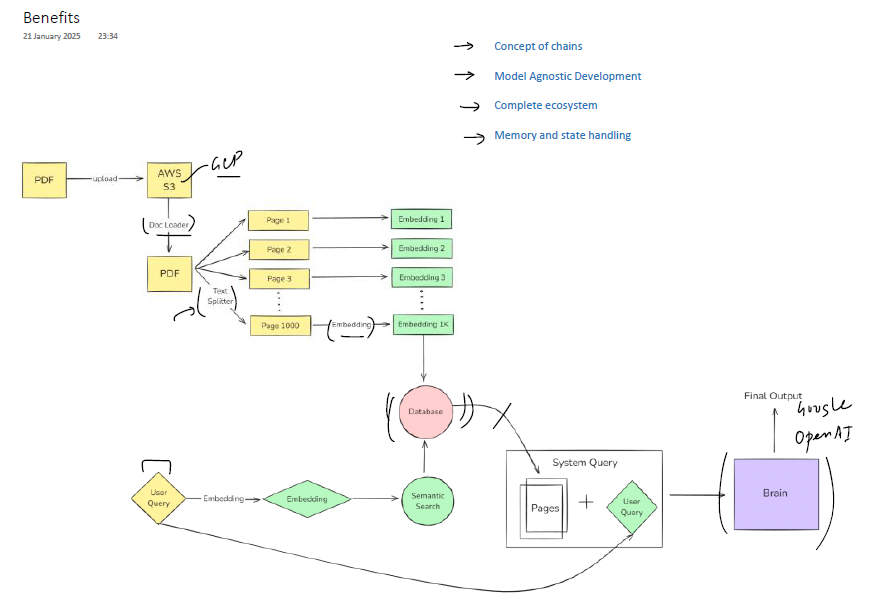 Benefits
21 January 2025 23:34
Concept of chains
Model Agnostic Development
Complete ecosystem
Memory and state handling
GCP
PDF
upload
AWS
S3
Doc Loader
PDF
Text
Splitter
Page 1
Page 2
Page 3
Page 1000
Embedding
Embedding 1
Embedding 2
Embedding 3
Embedding 1K
Database
User
Query
Embedding
Embedding
Semantic
Search
System Query
Pages
+
User
Query
Final Output
Google
OpenAI
Brain